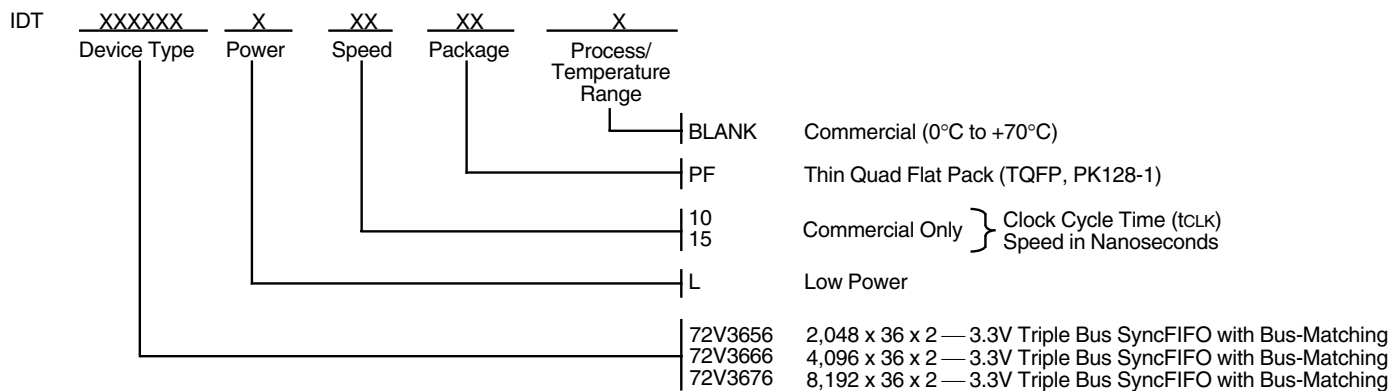 IDT XXXXXX X XX XX X
Device Type Power Speed Package Process/
Temperature
Range
BLANK Commercial (0°C to +70°C)
PF Thin Quad Flat Pack (TQFP, PK128-1)
10
15
Commercial Only } Clock Cycle Time (tCLK)
Speed in Nanoseconds
L Low Power
72V3656 2,048 x 36 x 2 — 3.3V Triple Bus SyncFIFO with Bus-Matching
72V3666 4,096 x 36 x 2 — 3.3V Triple Bus SyncFIFO with Bus-Matching
72V3676 8,192 x 36 x 2 — 3.3V Triple Bus SyncFIFO with Bus-Matching